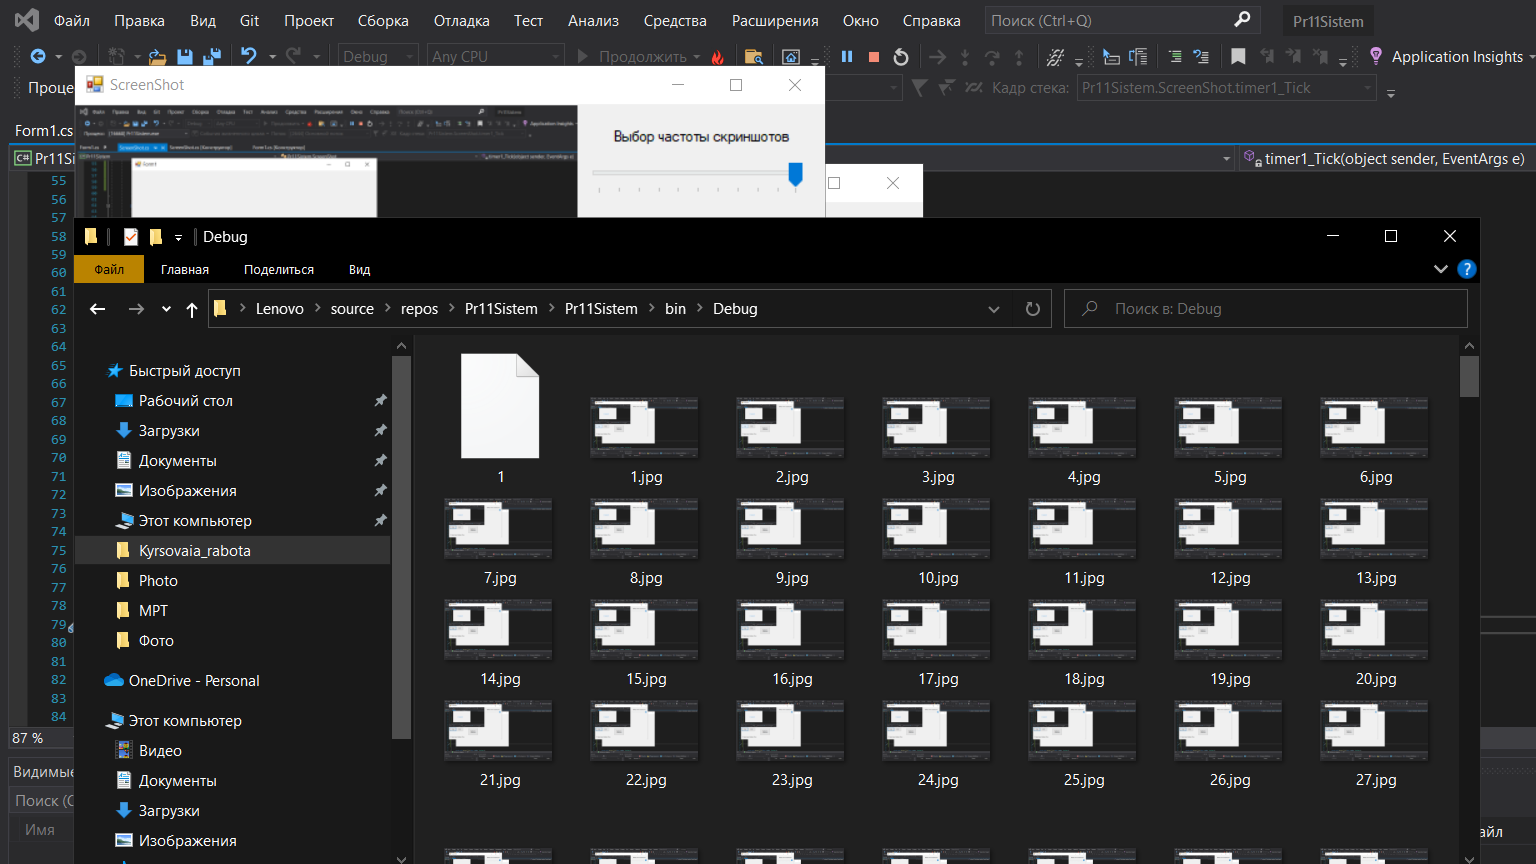 Файл Правка Вид Git Проект Сборка Отладка Тест Анализ Средства Расширения Окно Справка Поиск (Ctrl+Q) Pr11Sistem
Debug Any CPU Продолжить Application Insights
Проце
ScreenShot
Кадр стека: Pr11Sistem.ScreenShot.timer1_Tick
Выбор частоты скриншотов
Form1.cs
C# Pr11Si
timer1_Tick(object sender, EventArgs e)
55
56
57
58
59
60
61
62
63
64
65
66
67
68
69
70
71
72
73
74
75
76
77
78
79
80
81
82
83
84
87 %
Видимые
Поиск (C
Имя
айл
Debug
Файл Главная Поделиться Вид
Lenovo source repos Pr11Sistem Pr11Sistem bin Debug
Поиск в: Debug
Быстрый доступ
Рабочий стол
Загрузки
Документы
Изображения
Этот компьютер
Kyrsovaia_rabota
Photo
МРТ
Фото
OneDrive - Personal
Этот компьютер
Видео
Документы
Загрузки
Изображения
1 1.jpg 2.jpg 3.jpg 4.jpg 5.jpg 6.jpg
7.jpg 8.jpg 9.jpg 10.jpg 11.jpg 12.jpg 13.jpg
14.jpg 15.jpg 16.jpg 17.jpg 18.jpg 19.jpg 20.jpg
21.jpg 22.jpg 23.jpg 24.jpg 25.jpg 26.jpg 27.jpg